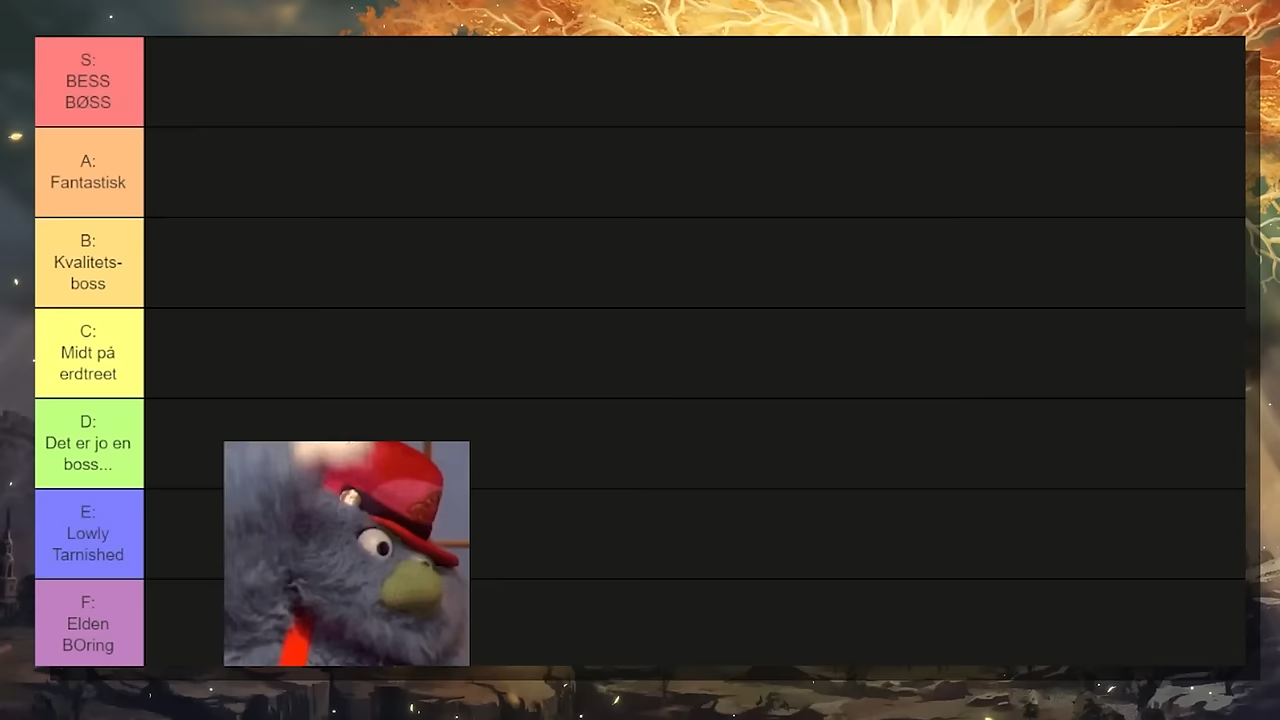 S:
BESS
BØSS
A:
Fantastisk
B:
Kvalitets-
boss
C:
Midt på
erdtreet
D:
Det er jo en
boss...
E:
Lowly
Tarnished
F:
Elden
BOring